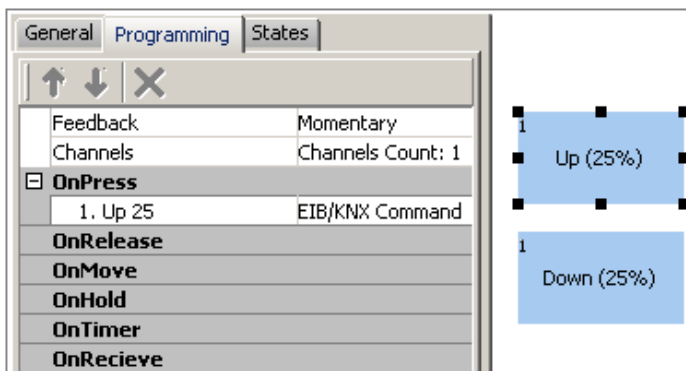 General Programming States
Feedback Momentary
Channels Channels Count: 1
OnPress
1. Up 25 EIB/KNX Command
OnRelease
OnMove
OnHold
OnTimer
OnRecieve
1
Up (25%)
1
Down (25%)